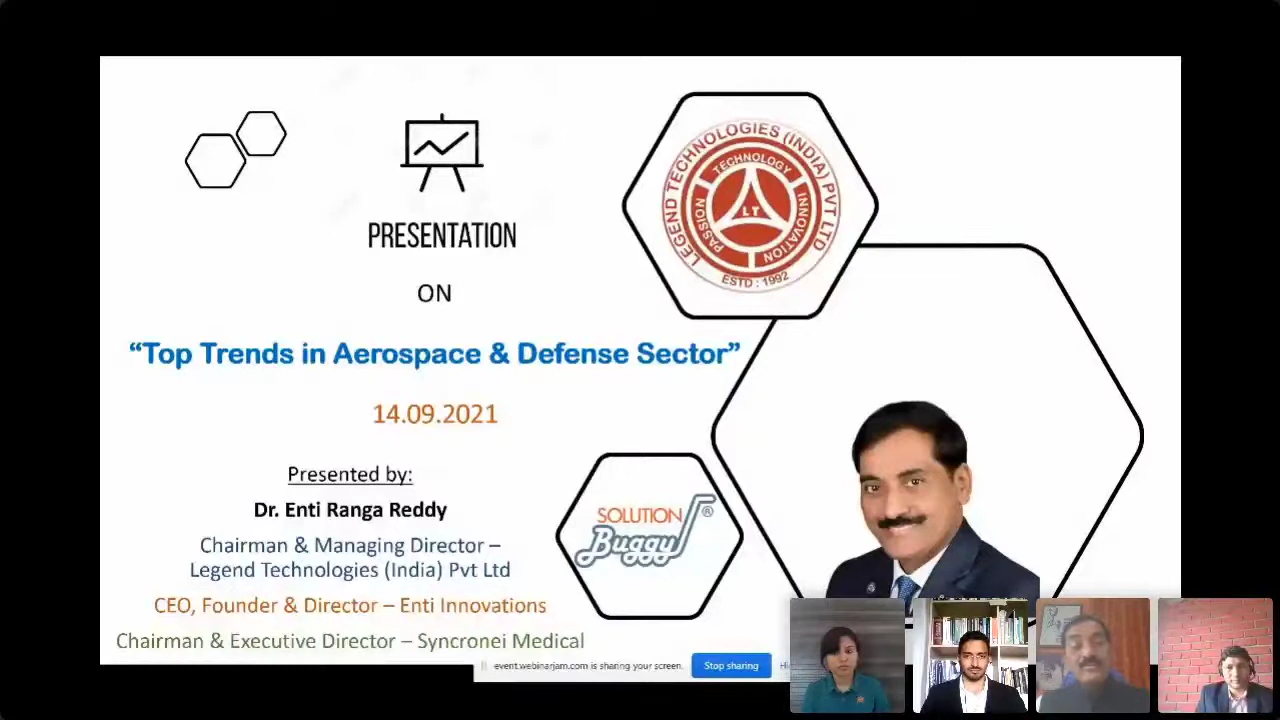 PRESENTATION
ON
“Top Trends in Aerospace & Defense Sector”
14.09.2021
Presented by:
Dr. Enti Ranga Reddy
Chairman & Managing Director –
Legend Technologies (India) Pvt Ltd
CEO, Founder & Director – Enti Innovations
Chairman & Executive Director – Syncronei Medical
LEGEND TECHNOLOGIES (INDIA) PVT LTD
TECHNOLOGY
PASSION
INNOVATION
LT
ESTD : 1992
SOLUTION
Buggy®
event.webinarjam.com is sharing your screen.
Stop sharing